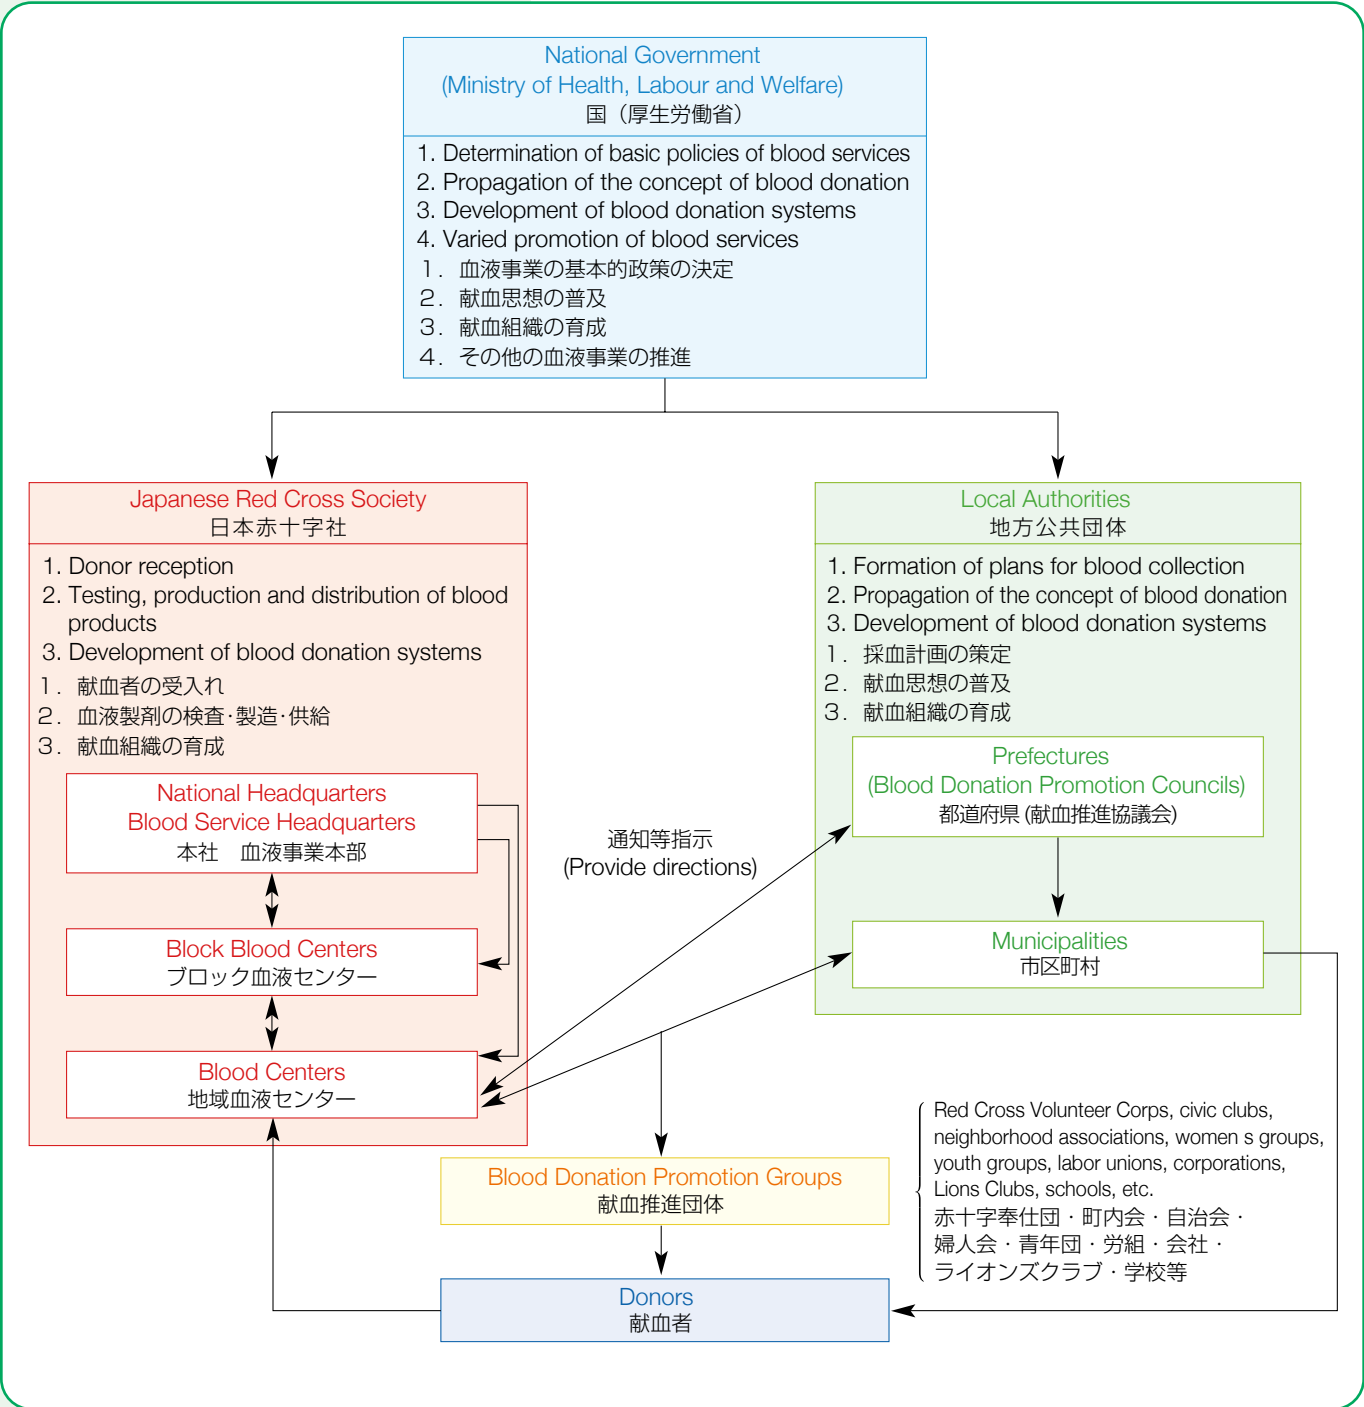 National Government
(Ministry of Health, Labour and Welfare)
国（厚生労働省）
1. Determination of basic policies of blood services
2. Propagation of the concept of blood donation
3. Development of blood donation systems
4. Varied promotion of blood services
１．血液事業の基本的政策の決定
２．献血思想の普及
３．献血組織の育成
４．その他の血液事業の推進
Japanese Red Cross Society
日本赤十字社
1. Donor reception
2. Testing, production and distribution of blood
products
3. Development of blood donation systems
１．献血者の受入れ
２．血液製剤の検査･製造･供給
３．献血組織の育成
National Headquarters
Blood Service Headquarters
本社　血液事業本部
Block Blood Centers
ブロック血液センター
Blood Centers
地域血液センター
通知等指示
(Provide directions)
Local Authorities
地方公共団体
1. Formation of plans for blood collection
2. Propagation of the concept of blood donation
3. Development of blood donation systems
１．採血計画の策定
２．献血思想の普及
３．献血組織の育成
Prefectures
(Blood Donation Promotion Councils)
都道府県 (献血推進協議会)
Municipalities
市区町村
Blood Donation Promotion Groups
献血推進団体
Red Cross Volunteer Corps, civic clubs,
neighborhood associations, women s groups,
youth groups, labor unions, corporations,
Lions Clubs, schools, etc.
赤十字奉仕団・町内会・自治会・
婦人会・青年団・労組・会社・
ライオンズクラブ・学校等
Donors
献血者